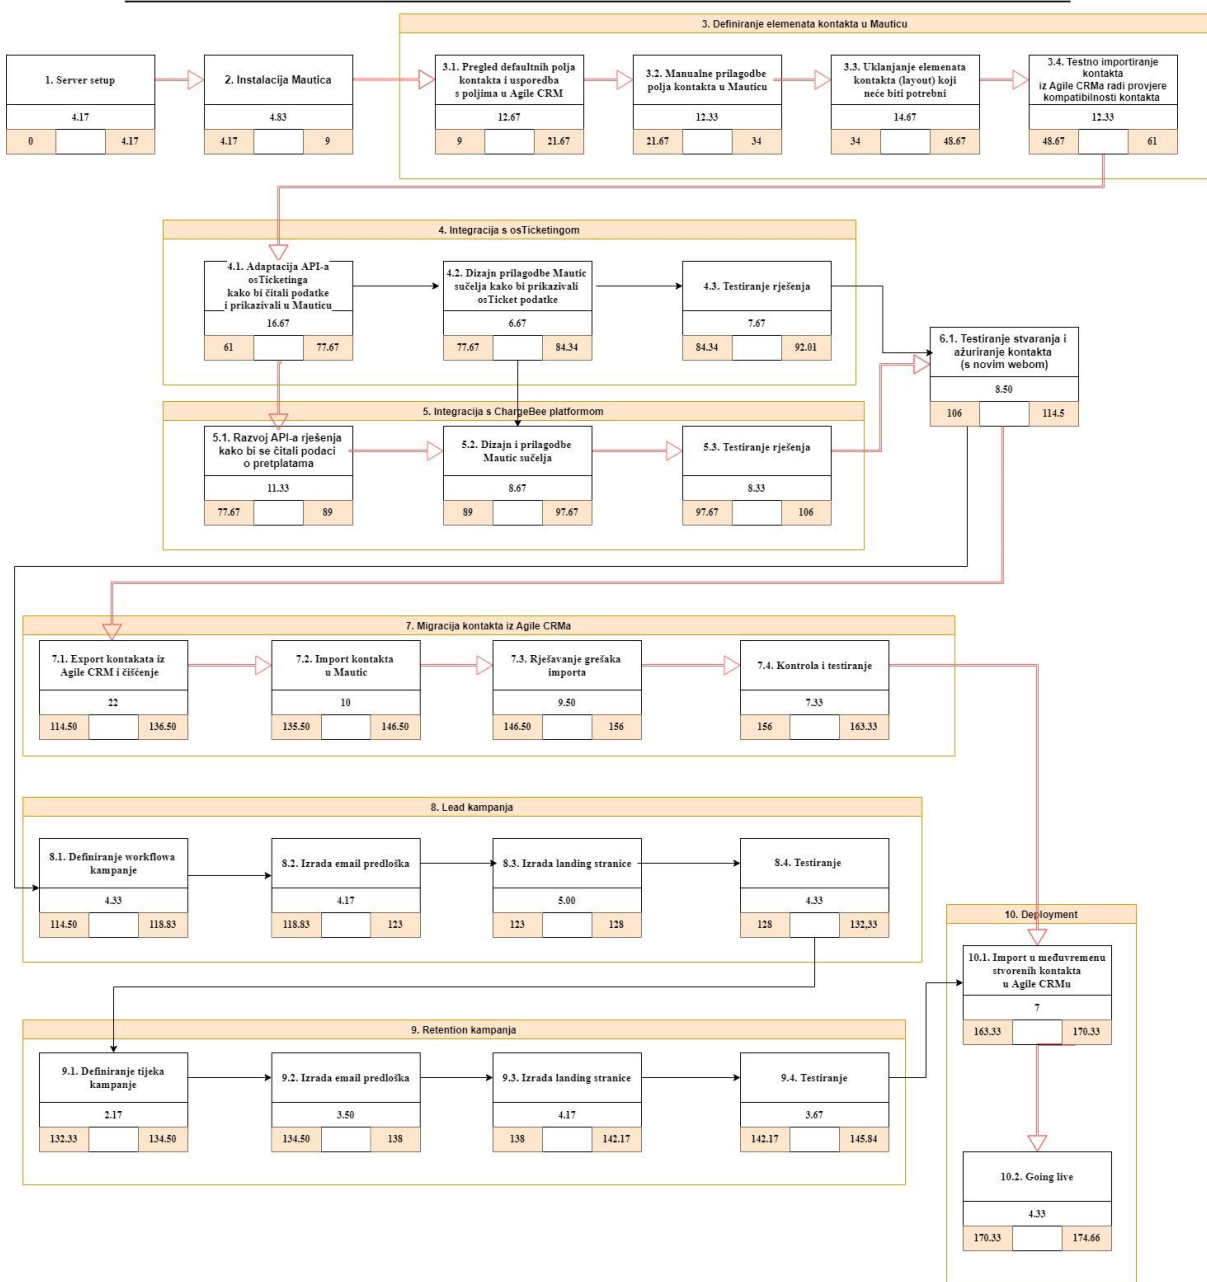 3. Definiranje elemenata kontakta u Mauticu
1. Server setup
4.17
0 4.17
2. Instalacija Mautica
4.83
4.17 9
3.1. Pregled defaultnih polja
kontakta i usporedba
s poljima u Agile CRM
12.67
9 21.67
3.2. Manualne prilagodbe
polja kontakta u Mauticu
12.33
21.67 34
3.3. Uklanjanje elemenata
kontakta (layout) koji
neće biti potrebni
14.67
34 48.67
3.4. Testno importiranje
kontakta
iz Agile CRMa radi provjere
kompatibilnosti kontakta
12.33
48.67 61
4. Integracija s osTicketingom
4.1. Adaptacija API-a
osTicketinga
kako bi čitali podatke
i prikazivali u Mauticu
16.67
61 77.67
4.2. Dizajn prilagodbe Mautic
sučelja kako bi prikazivali
osTicket podatke
6.67
77.67 84.34
4.3. Testiranje rješenja
7.67
84.34 92.01
6.1. Testiranje stvaranja i
ažuriranje kontakta
(s novim webom)
8.50
106 114.5
5. Integracija s ChargeBee platformom
5.1. Razvoj API-a rješenja
kako bi se čitali podaci
o pretplatama
11.33
77.67 89
5.2. Dizajn i prilagodbe
Mautic sučelja
8.67
89 97.67
5.3. Testiranje rješenja
8.33
97.67 106
7. Migracija kontakta iz Agile CRMa
7.1. Export kontakata iz
Agile CRM i čišćenje
22
114.50 136.50
7.2. Import kontakta
u Mautic
10
135.50 146.50
7.3. Rješavanje grešaka
importa
9.50
146.50 156
7.4. Kontrola i testiranje
7.33
156 163.33
8. Lead kampanja
8.1. Definiranje workflowa
kampanje
4.33
114.50 118.83
8.2. Izrada email predloška
4.17
118.83 123
8.3. Izrada landing stranice
5.00
123 128
8.4. Testiranje
4.33
128 132,33
10. Deployment
10.1. Import u međuvremenu
stvorenih kontakta
u Agile CRMu
7
163.33 170.33
9. Retention kampanja
9.1. Definiranje tijeka
kampanje
2.17
132.33 134.50
9.2. Izrada email predloška
3.50
134.50 138
9.3. Izrada landing stranice
4.17
138 142.17
9.4. Testiranje
3.67
142.17 145.84
10.2. Going live
4.33
170.33 174.66